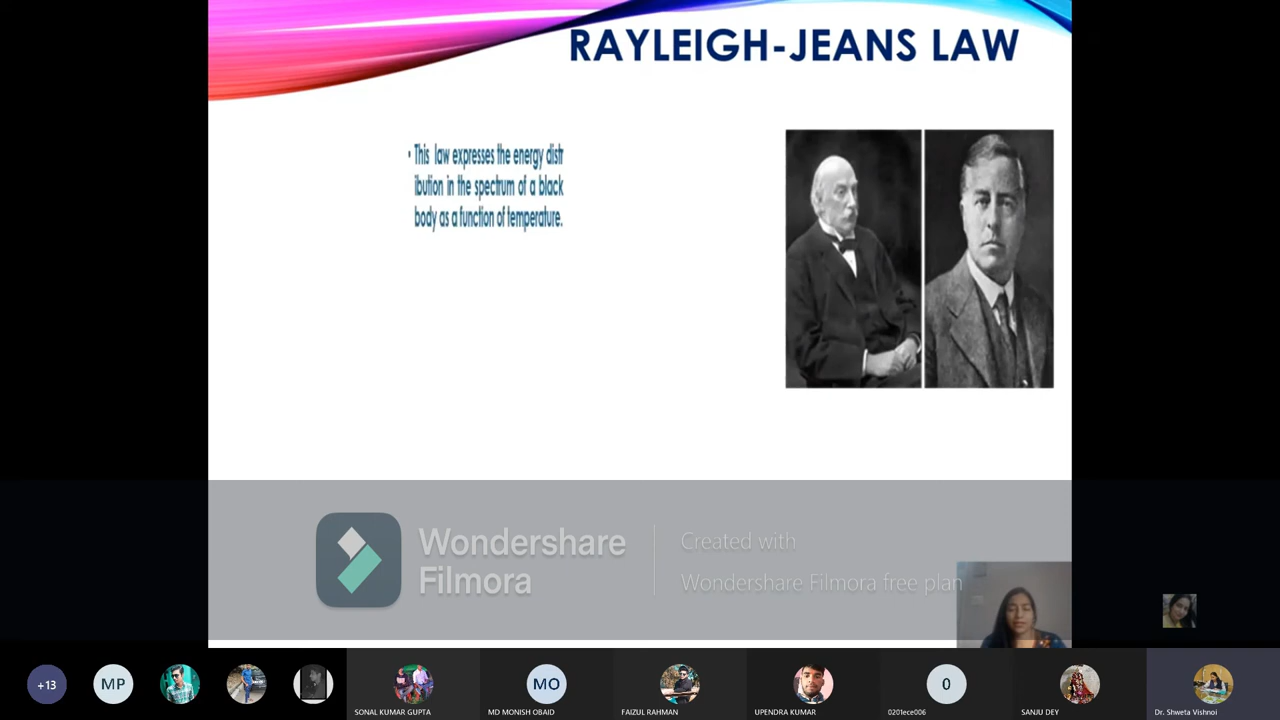 RAYLEIGH-JEANS LAW
• This law expresses the energy distr
ibution in the spectrum of a black
body as a function of temperature.
Wondershare
Filmora
Created with
Wondershare Filmora free plan
+13
MP
SONAL KUMAR GUPTA
MO
MD MONISH OBAID
FAIZUL RAHMAN
UPENDRA KUMAR
0
0201ece006
SANJU DEY
Dr. Shweta Vishnoi